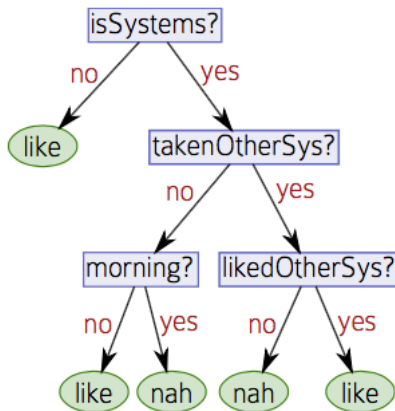 isSystems?
no yes
like takenOtherSys?
no yes
morning? likedOtherSys?
no yes no yes
like nah nah like